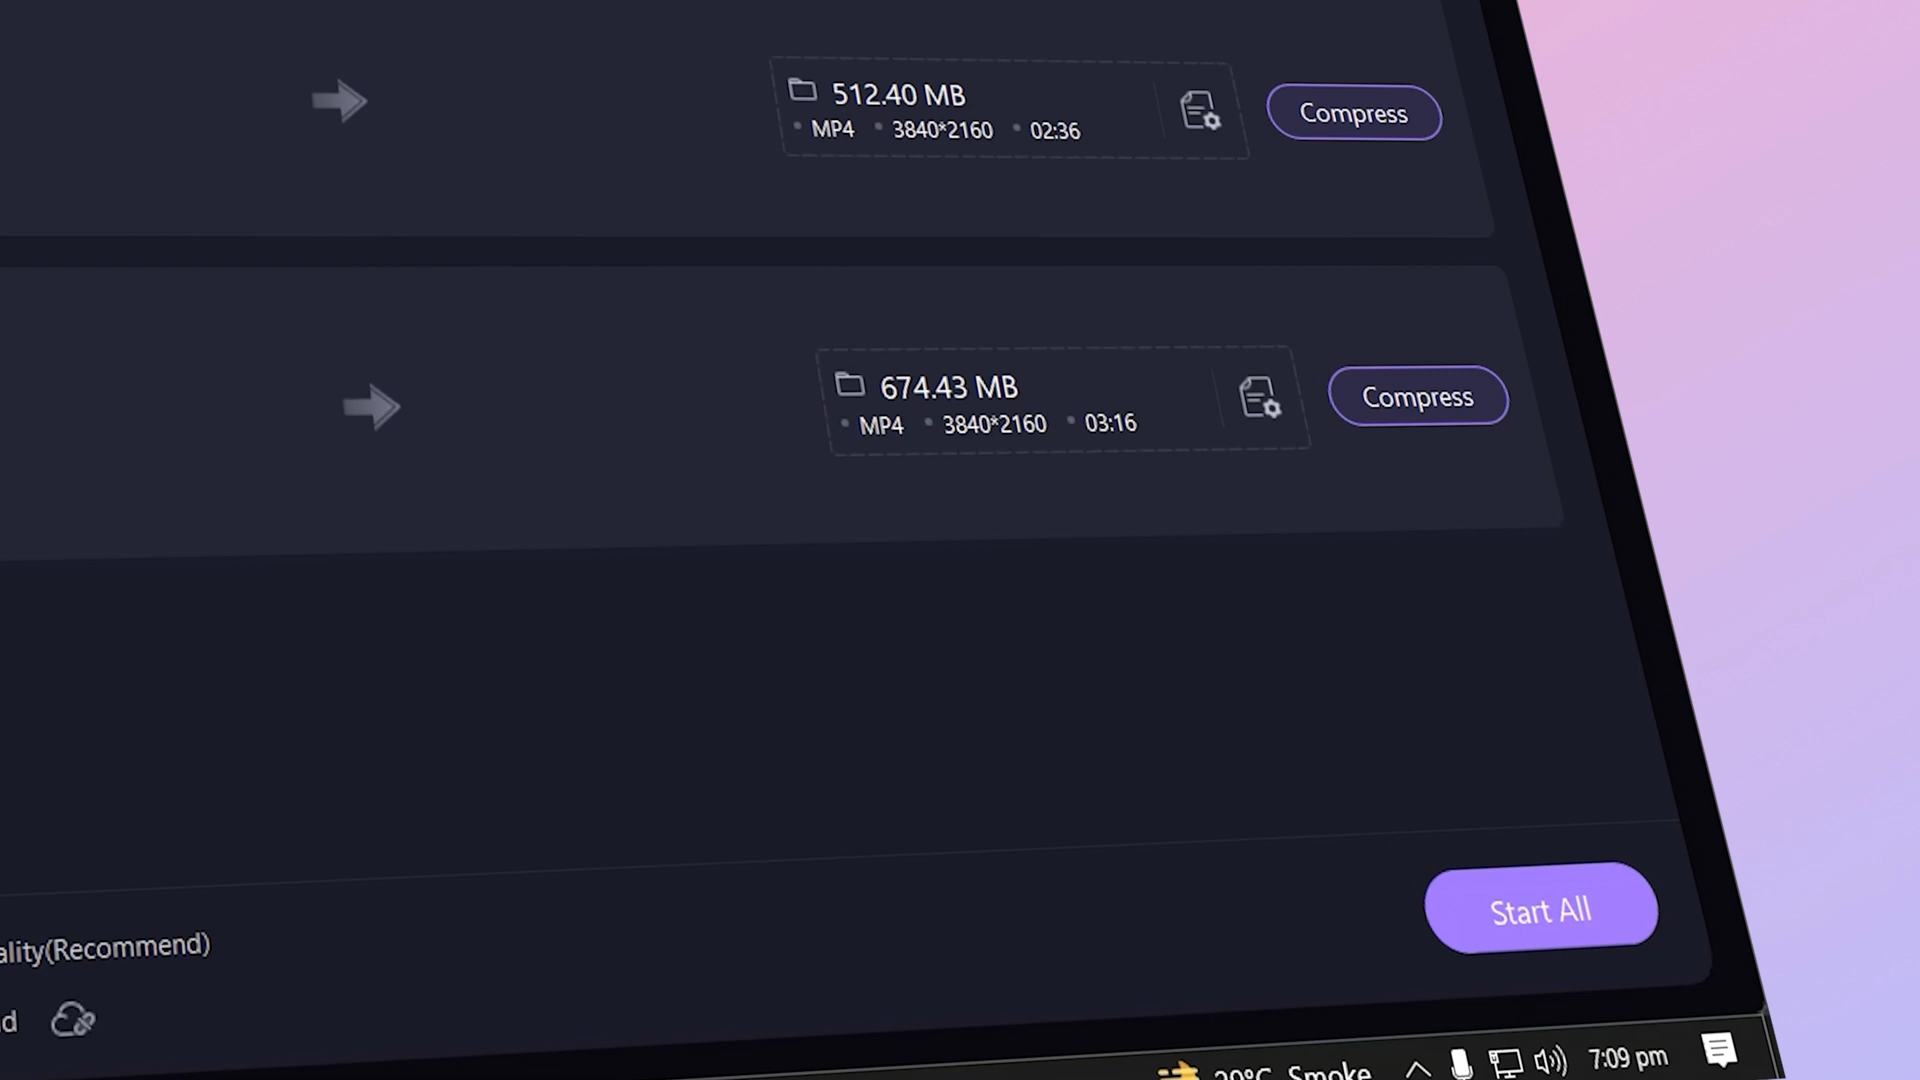 512.40 MB
MP4 3840*2160 02:36
Compress
674.43 MB
MP4 3840*2160 03:16
Compress
ality(Recommend)
Start All
d
Smoke
7:09 pm